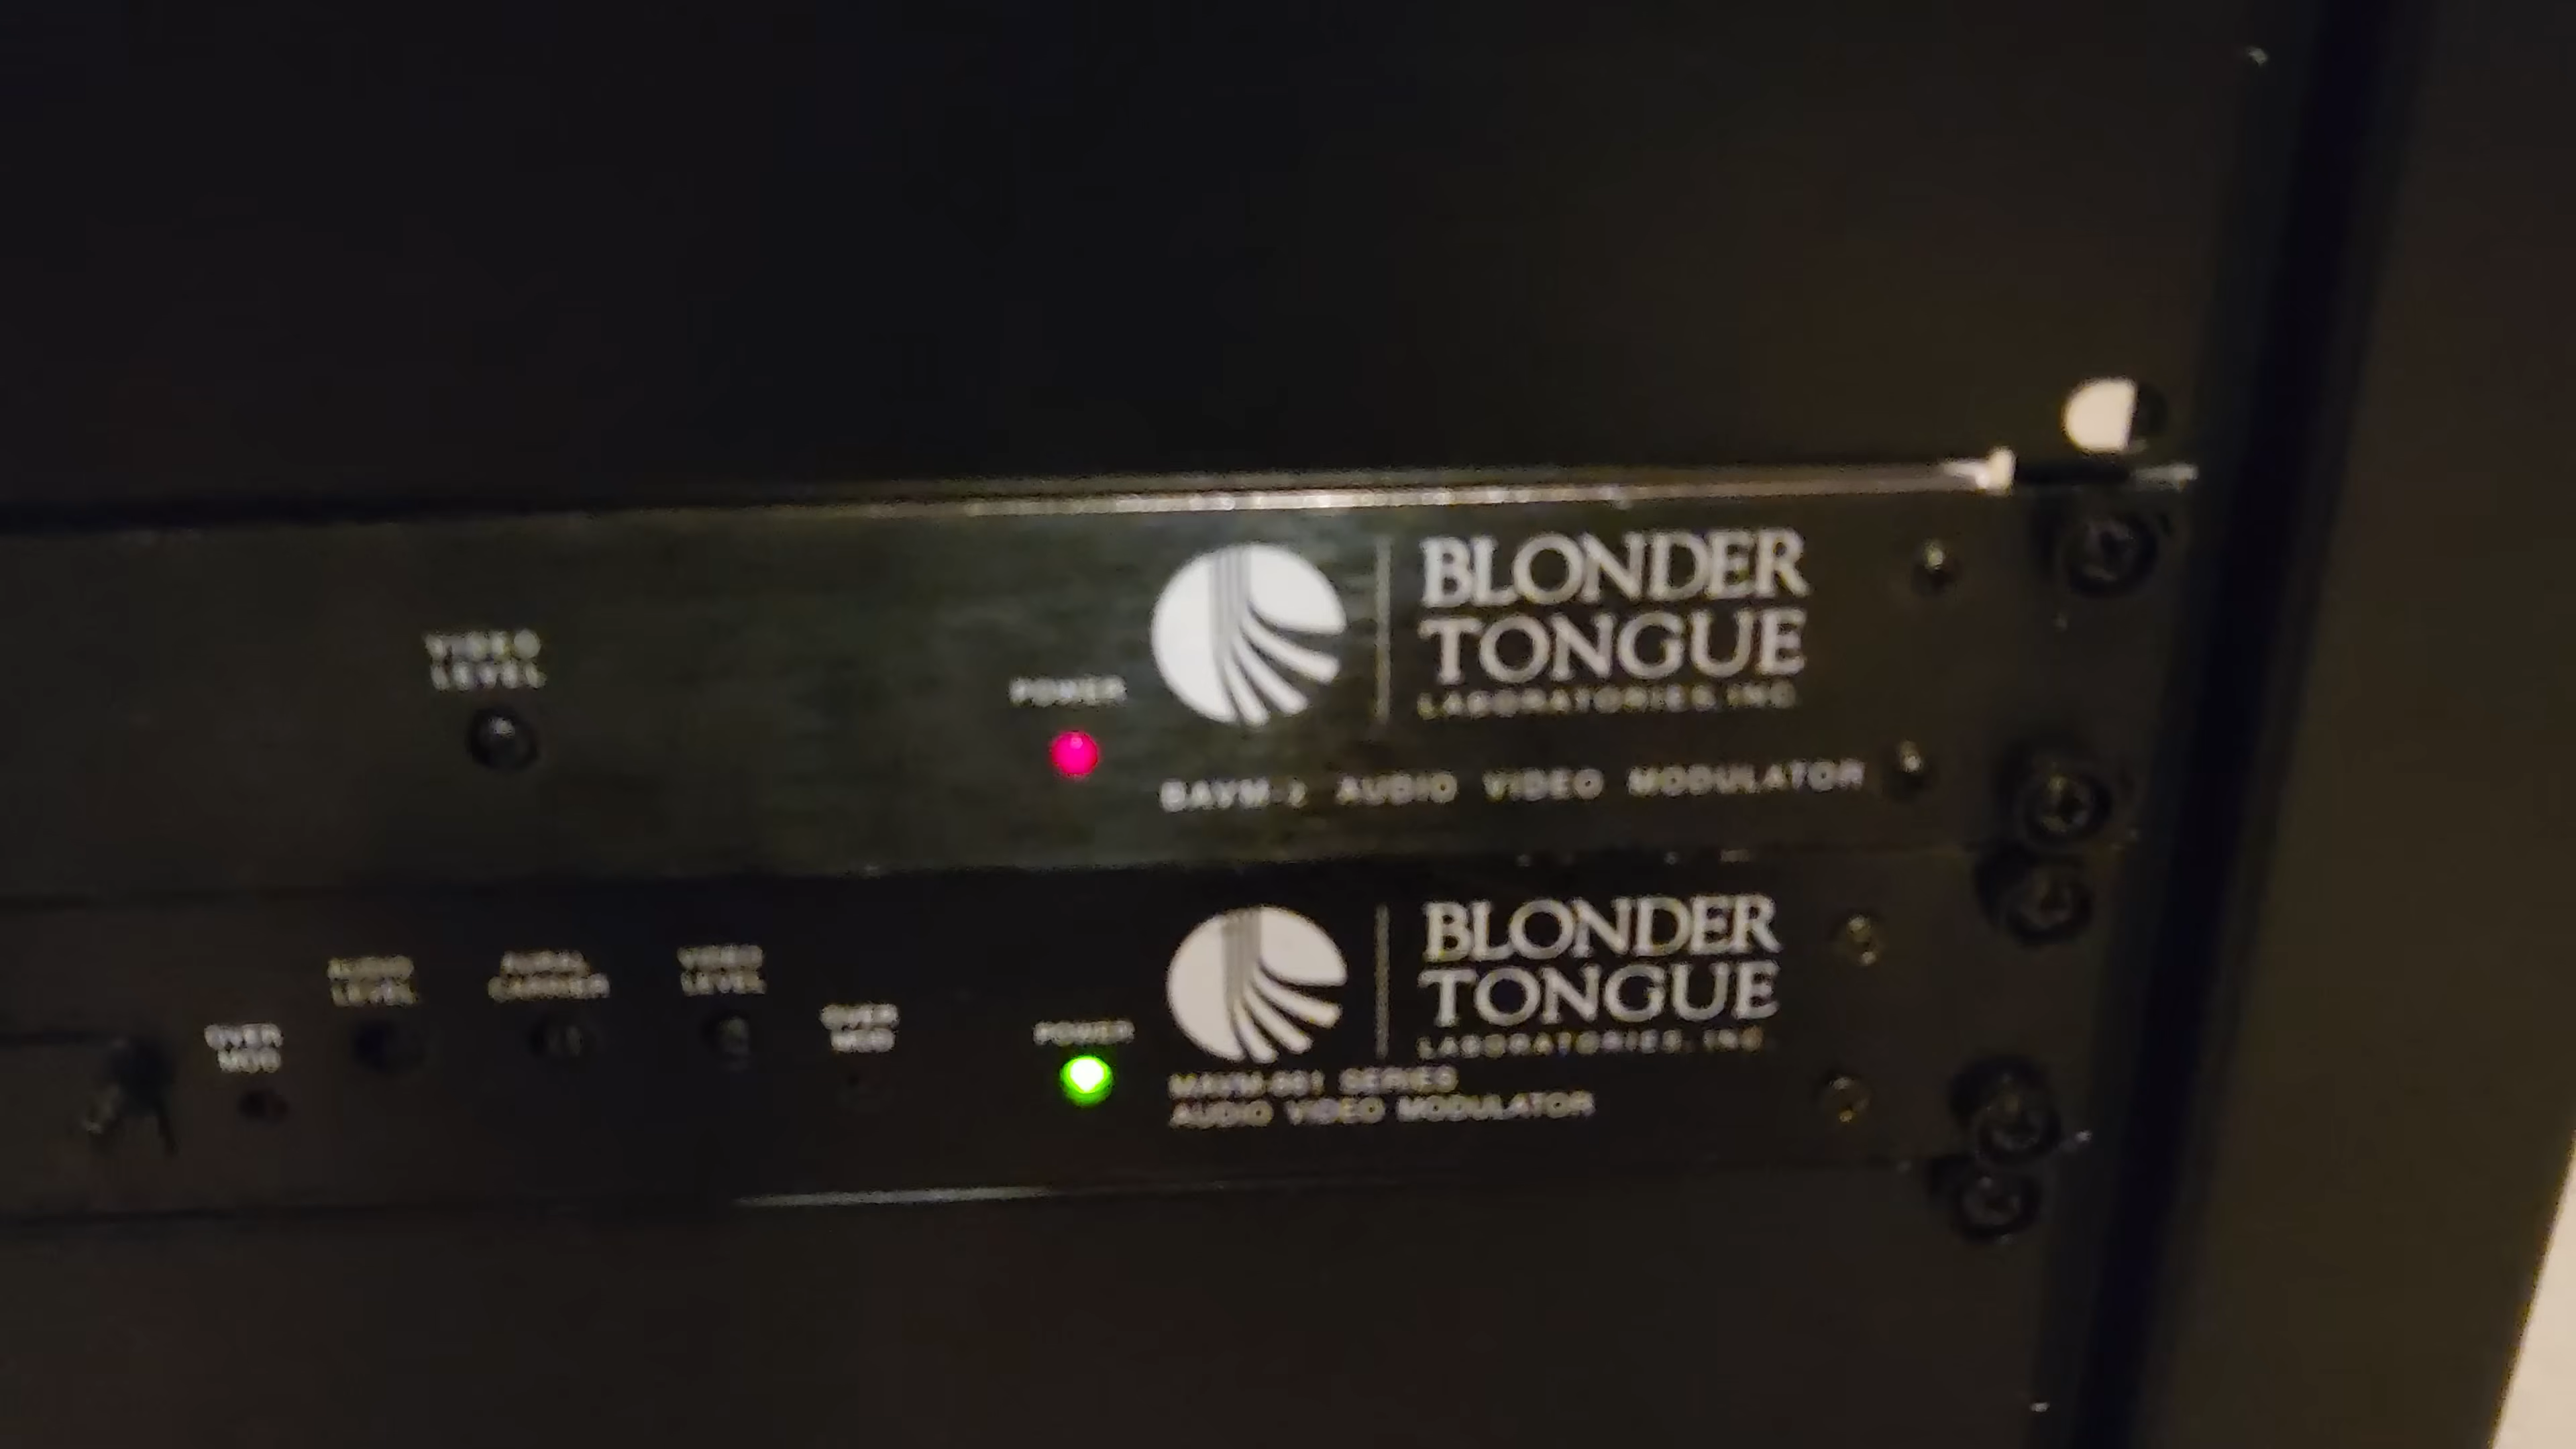 VIDEO
LEVEL
POWER
BLONDER
TONGUE
LABORATORIES, INC.
AUDIO VIDEO MODULATOR
OVER
MOD
AUDIO
LEVEL
AURAL
CARRIER
VIDEO
LEVEL
OVER
MOD
POWER
BLONDER
TONGUE
LABORATORIES, INC.
SERIES
AUDIO VIDEO MODULATOR